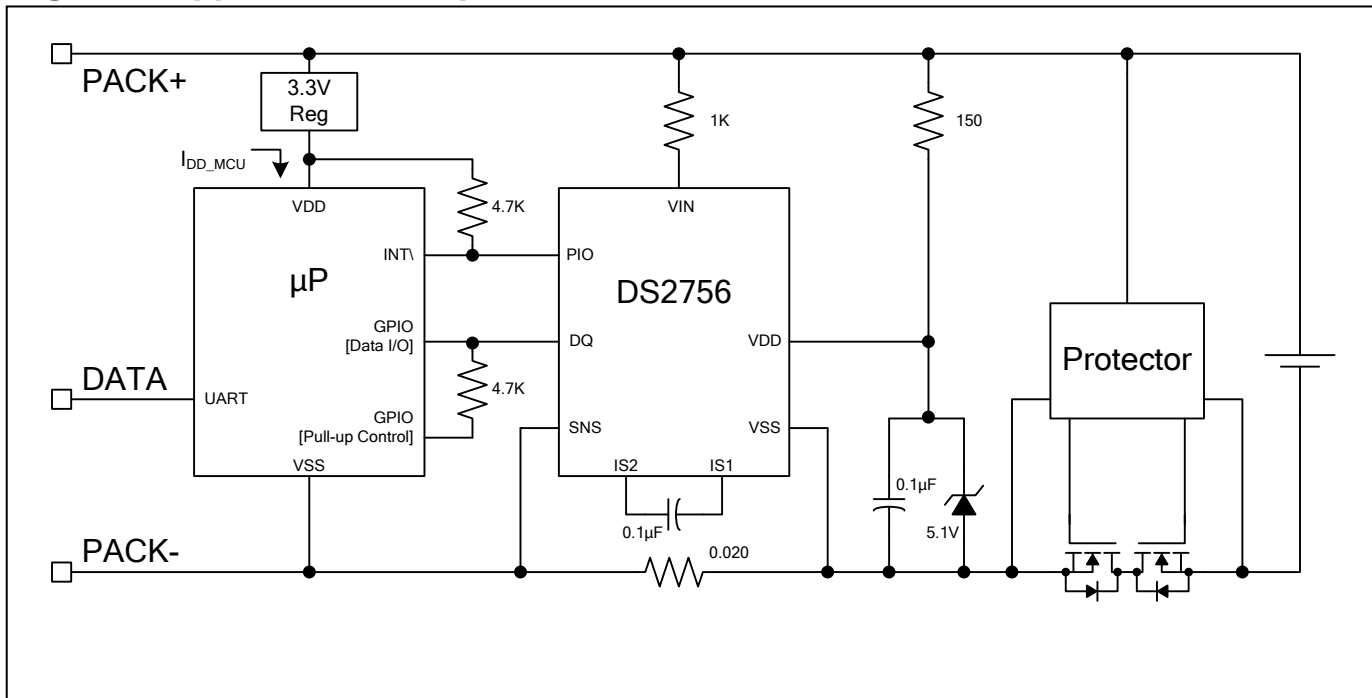 PACK+
3.3V
Reg
1K
150
IDD_MCU
4.7K
VDD
VIN
INT\
PIO
µP
DS2756
GPIO
[Data I/O]
DQ
VDD
Protector
DATA
UART
4.7K
GPIO
[Pull-up Control]
SNS
VSS
VSS
IS2
IS1
0.1µF
0.1µF
5.1V
PACK-
0.020